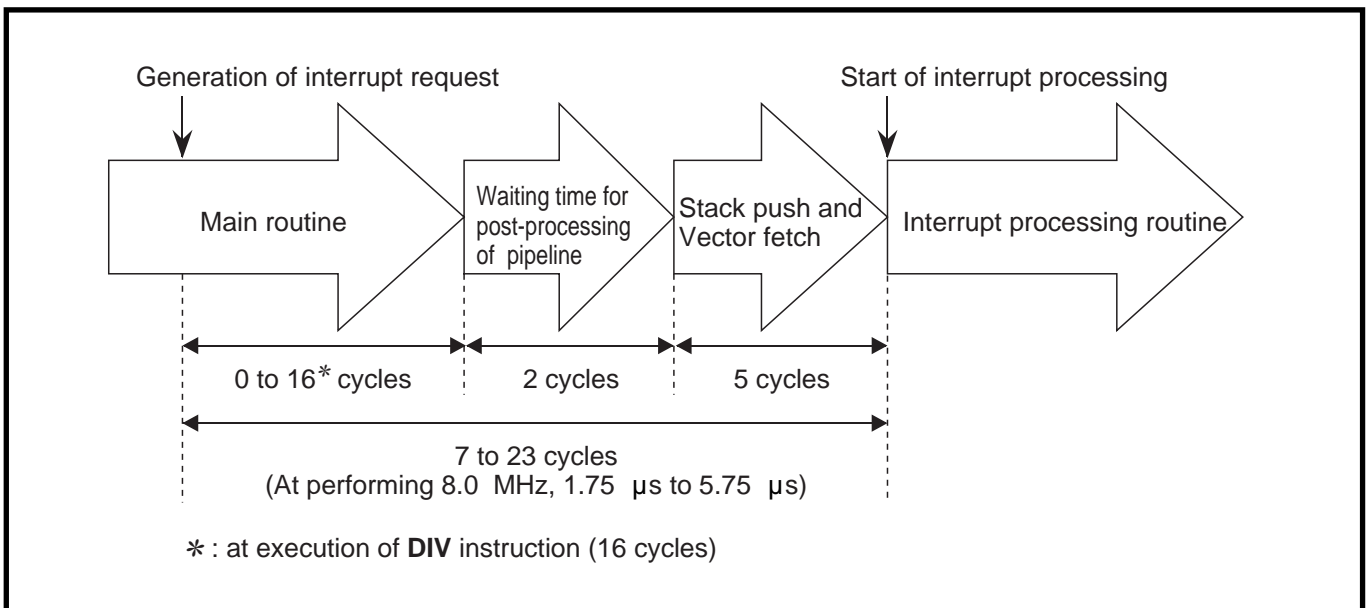 Generation of interrupt request
Start of interrupt processing
Main routine
Waiting time for
post-processing
of pipeline
Stack push and
Vector fetch
Interrupt processing routine
0 to 16* cycles
2 cycles
5 cycles
7 to 23 cycles
(At performing 8.0 MHz, 1.75 μs to 5.75 μs)
* : at execution of DIV instruction (16 cycles)